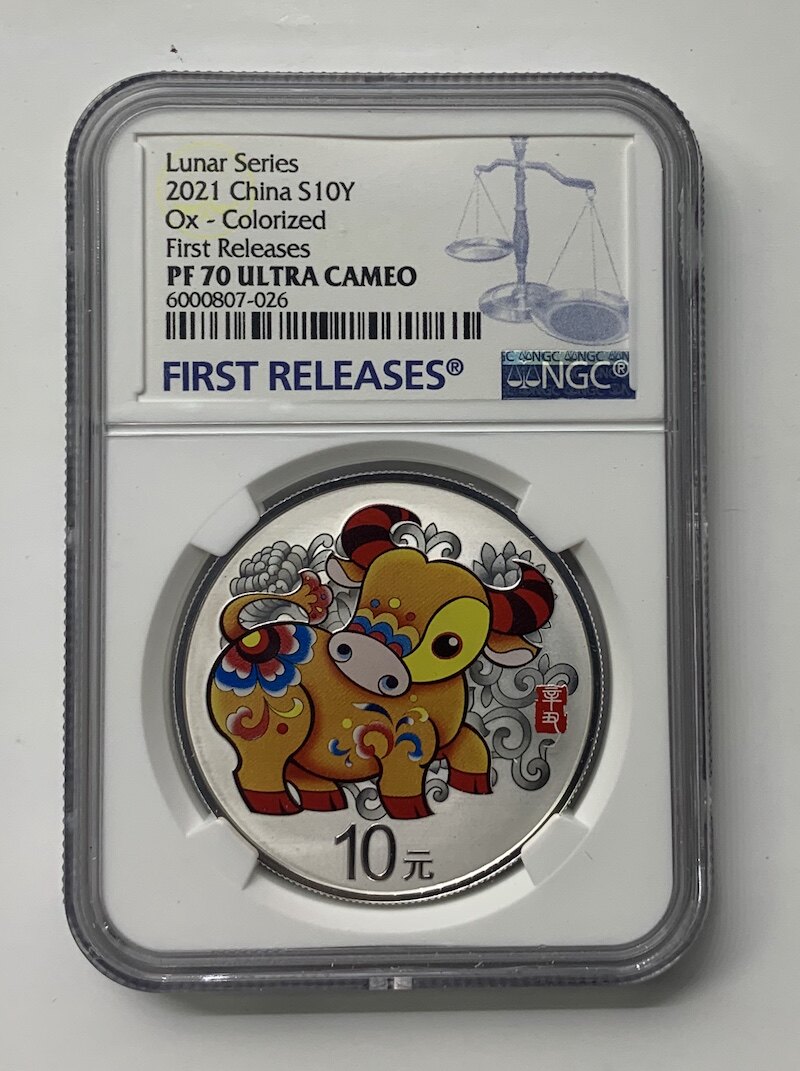 Lunar Series
2021 China S10Y
Ox - Colorized
First Releases
PF 70 ULTRA CAMEO
6000807-026
FIRST RELEASES®
NGC®
辛丑
10元